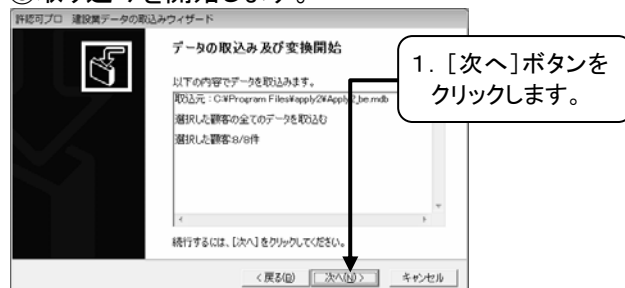 取り込みを開始します。
許認可プロ 建設業データの取込みウィザード
データの取込み及び変換開始
以下の内容でデータを取込みます。
取込元：C:¥Program Files¥apply2¥Apply2_be.mdb
選択した顧客の全てのデータを取込む
選択した顧客:8/8件
続行するには、[次へ]をクリックしてください。
< 戻る(B)
次へ(N) >
キャンセル
1. [次へ]ボタンを
クリックします。